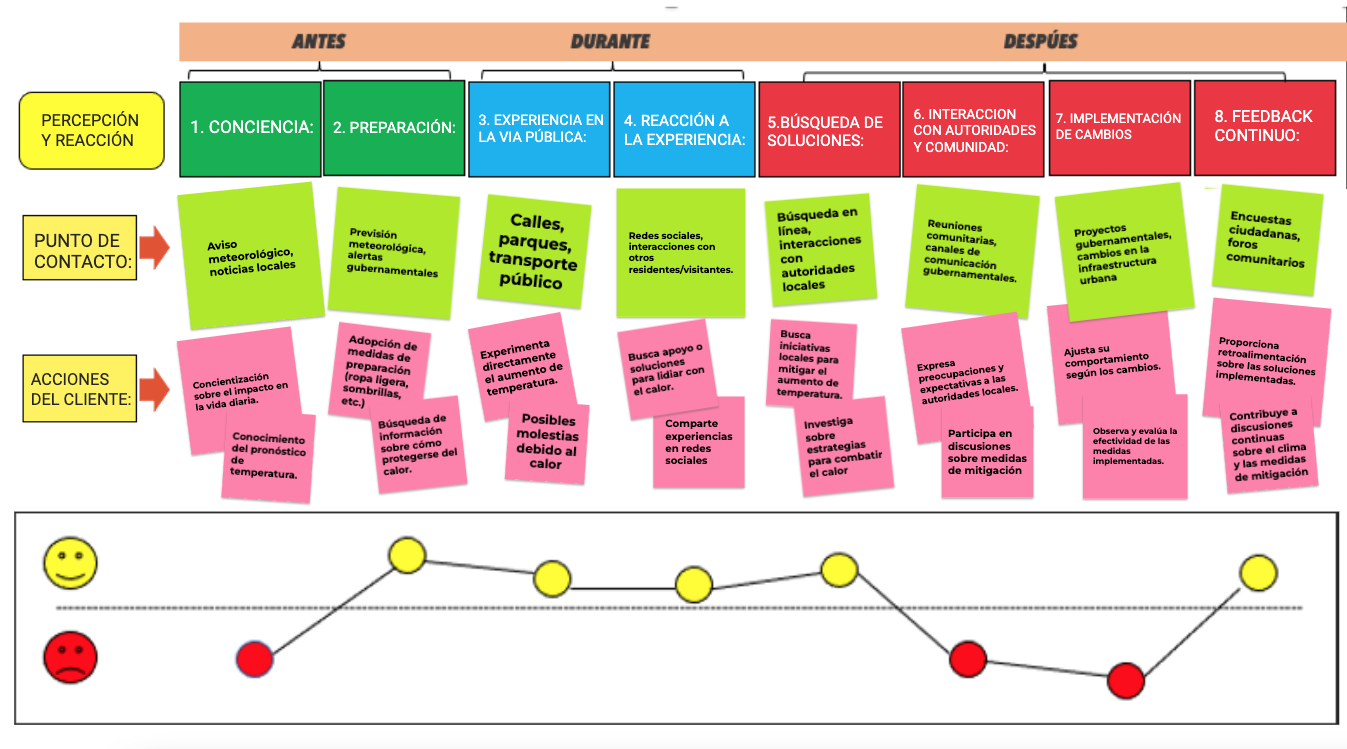 ANTES
DURANTE
DESPÚES
PERCEPCIÓN
Y REACCIÓN
1. CONCIENCIA:
2. PREPARACIÓN:
3. EXPERIENCIA EN
LA VIA PÚBLICA:
4. REACCIÓN A
LA EXPERIENCIA:
5.BÚSQUEDA DE
SOLUCIONES:
6. INTERACCION
CON AUTORIDADES
Y COMUNIDAD:
7. IMPLEMENTACIÓN
DE CAMBIOS
8. FEEDBACK
CONTINUO:
PUNTO DE
CONTACTO:
Aviso
meteorológico,
noticias locales
Previsión
meteorológica,
alertas
gubernamentales
Calles,
parques,
transporte
público
Redes sociales,
interacciones con
otros
residentes/visitantes.
Búsqueda en
línea,
interacciones
con
autoridades
locales
Reuniones
comunitarias,
canales de
comunicación
gubernamentales.
Proyectos
gubernamentales,
cambios en la
infraestructura
urbana
Encuestas
ciudadanas,
foros
comunitarios
ACCIONES
DEL CLIENTE:
Concientización
sobre el impacto en
la vida diaria.
Conocimiento
del pronóstico
de
temperatura.
Adopción de
medidas de
preparación
(ropa ligera,
sombrillas,
etc.)
Búsqueda de
información
sobre cómo
protegerse del
calor.
Experimenta
directamente
el aumento de
temperatura.
Posibles
molestias
debido al
calor
Busca apoyo o
soluciones
para lidiar con
el calor.
Comparte
experiencias
en redes
sociales
Busca
iniciativas
locales para
mitigar el
aumento de
temperatura.
Investiga
sobre
estrategias
para combatir
el calor
Expresa
preocupaciones y
expectativas a las
autoridades locales.
Participa en
discusiones
sobre medidas
de mitigación
Ajusta su
comportamiento
según los cambios.
Observa y evalúa la
efectividad de las
medidas
implementadas.
Proporciona
retroalimentación
sobre las soluciones
implementadas.
Contribuye a
discusiones
continuas
sobre el clima
y las medidas
de mitigación